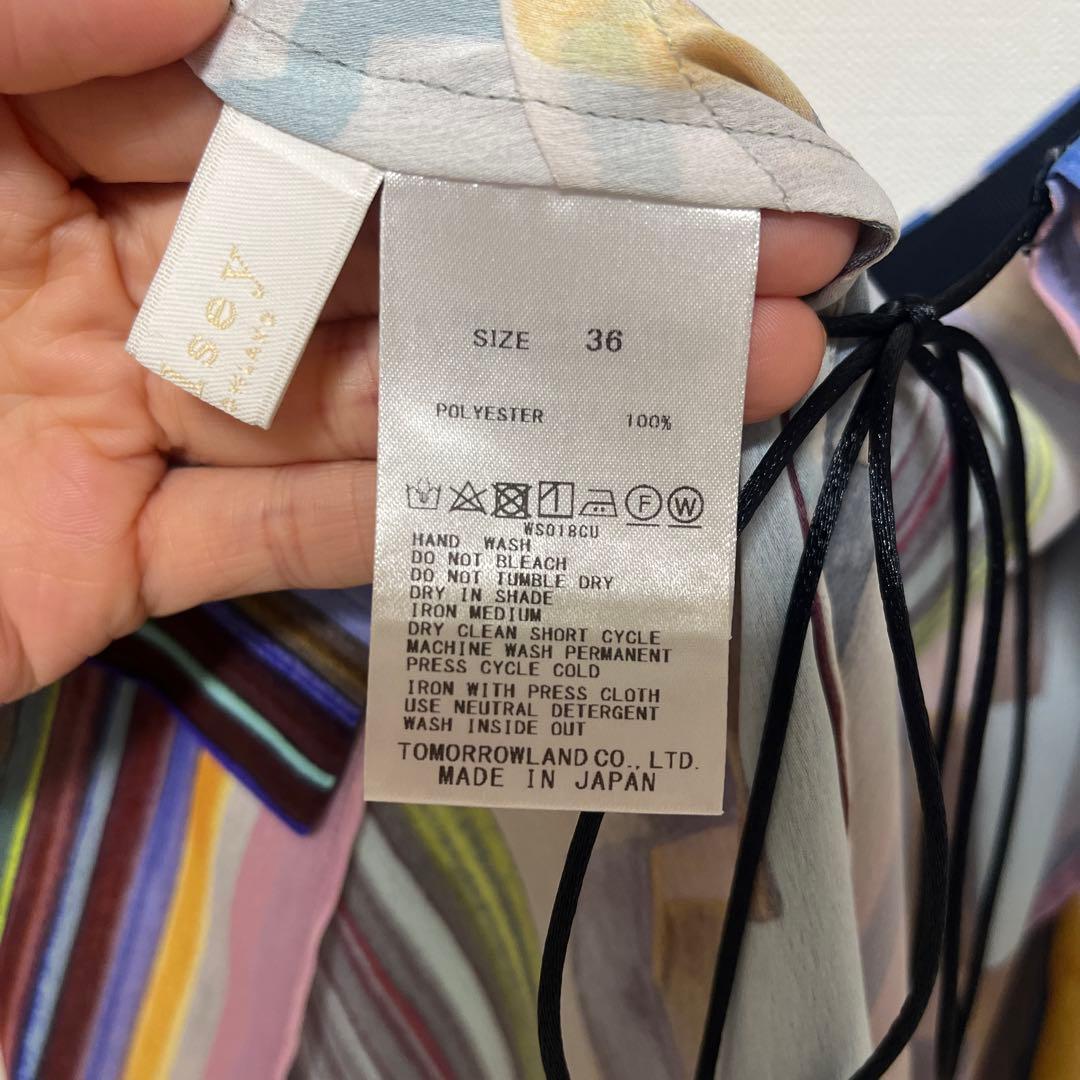 sey
SIZE 36
POLYESTER 100%
F W
WS018CU
HAND WASH
DO NOT BLEACH
DO NOT TUMBLE DRY
DRY IN SHADE
IRON MEDIUM
DRY CLEAN SHORT CYCLE
MACHINE WASH PERMANENT
PRESS CYCLE COLD
IRON WITH PRESS CLOTH
USE NEUTRAL DETERGENT
WASH INSIDE OUT
TOMORROWLAND CO., LTD.
MADE IN JAPAN